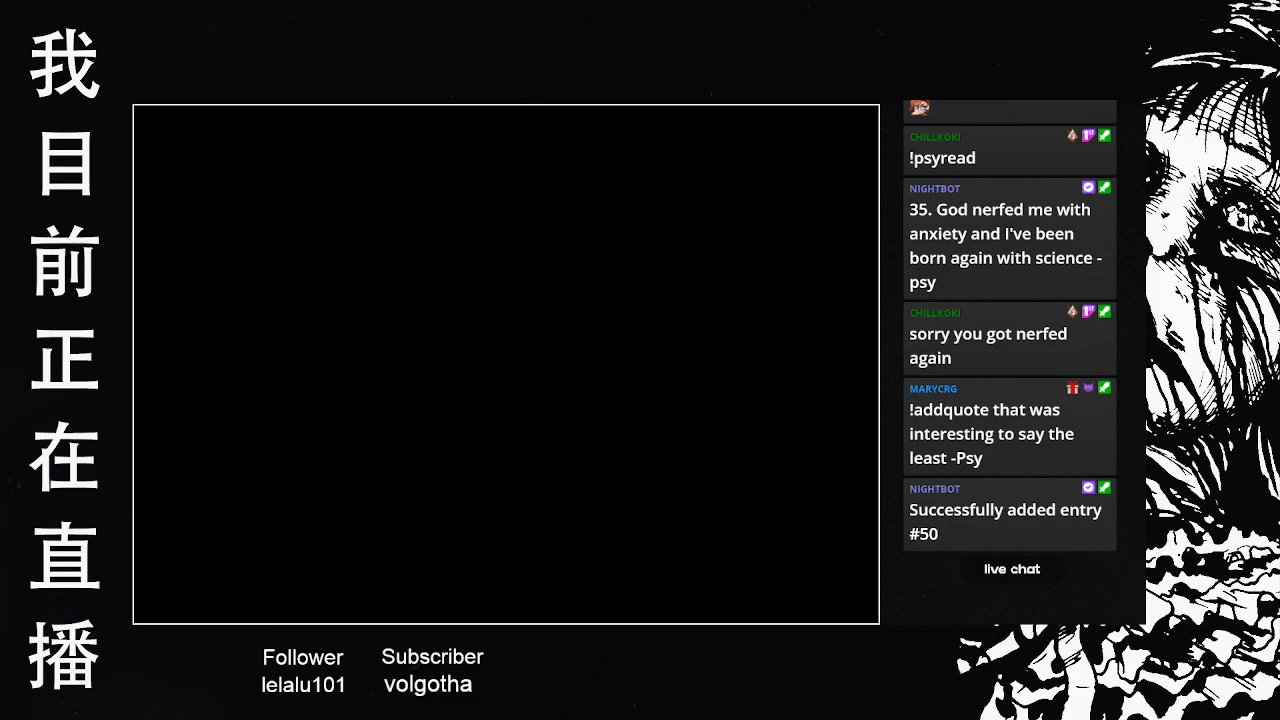 我
目
前
正
在
直
播
CHILLKOKI
!psyread
NIGHTBOT
35. God nerfed me with
anxiety and I've been
born again with science -
psy
CHILLKOKI
sorry you got nerfed
again
MARYCRG
!addquote that was
interesting to say the
least -Psy
NIGHTBOT
Successfully added entry
#50
live chat
Follower
lelalu101
Subscriber
volgotha